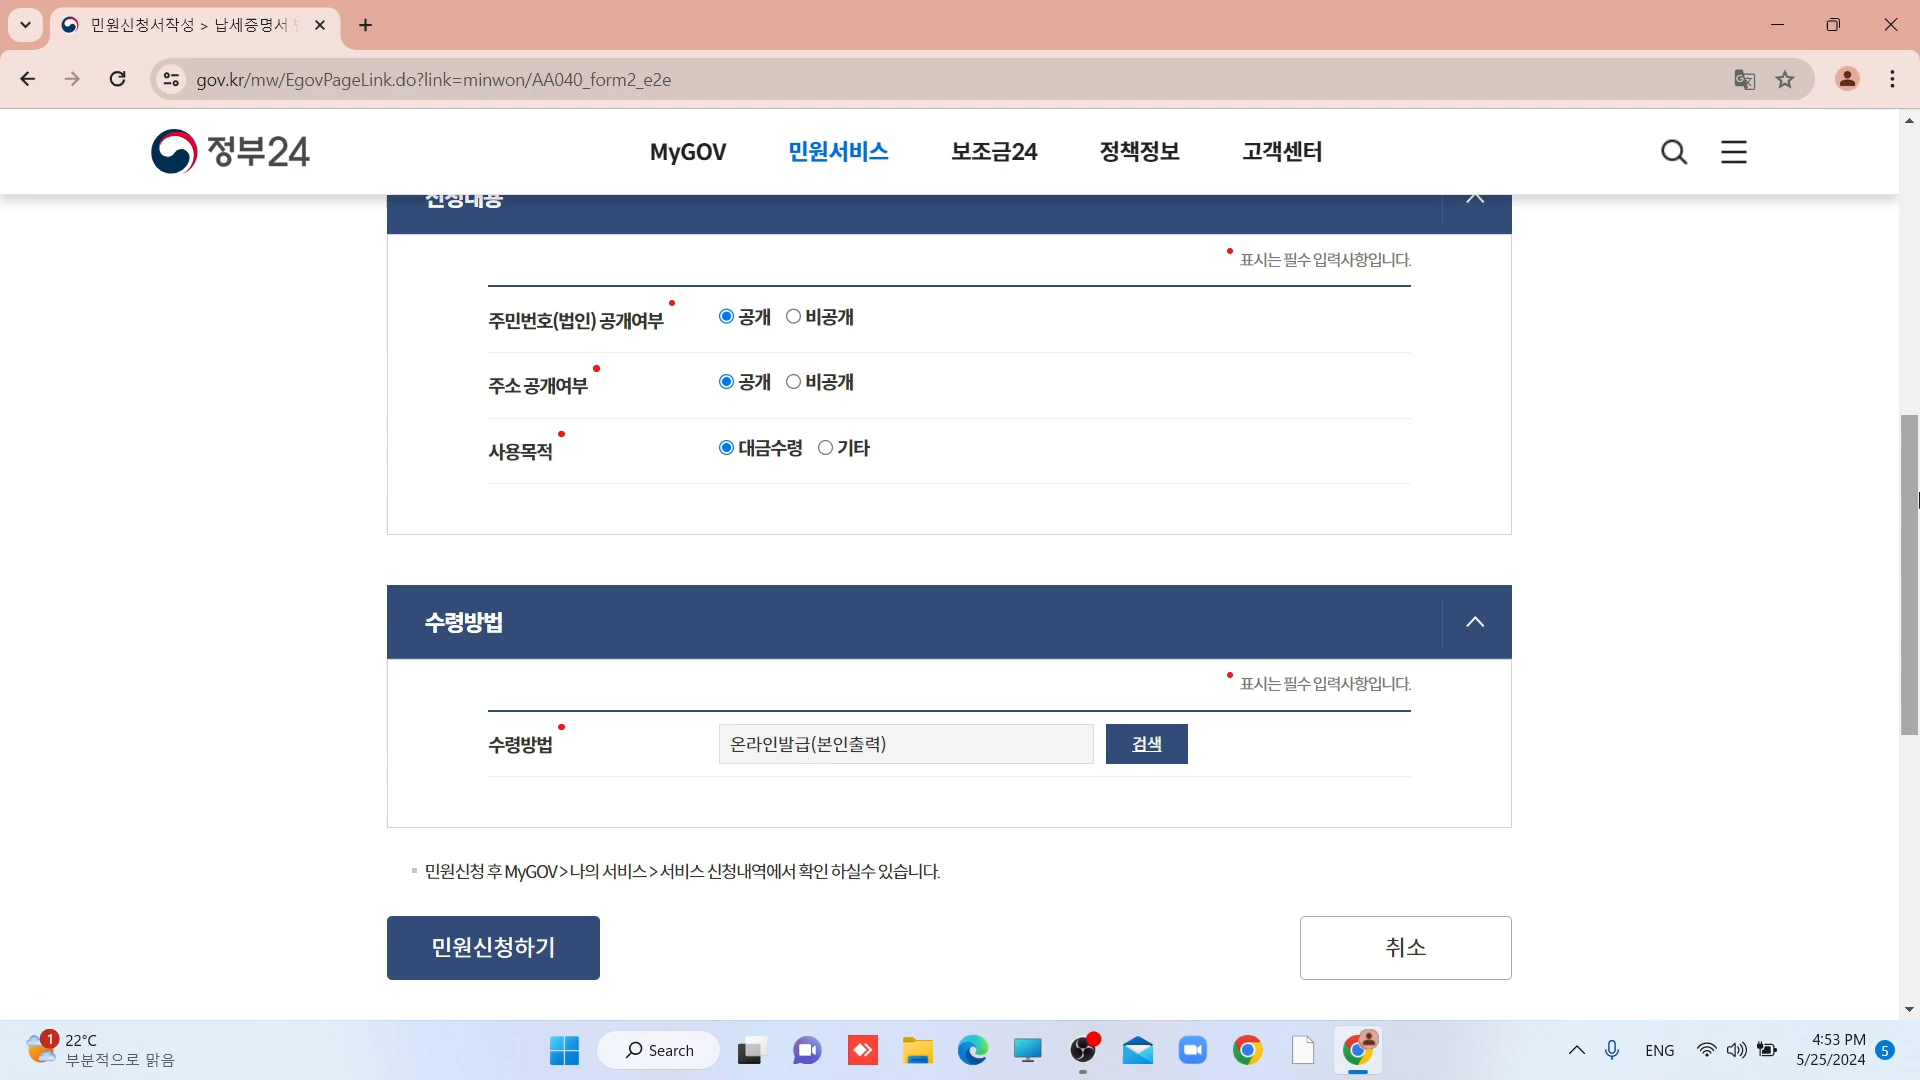 민원신청서작성 > 납세증명서
gov.kr/mw/EgovPageLink.do?link=minwon/AA040_form2_e2e
정부24
MyGOV 민원서비스 보조금24 정책정보 고객센터
신청내용
표시는 필수 입력사항입니다.
주민번호(법인) 공개여부 공개 비공개
주소 공개여부 공개 비공개
사용목적 대금수령 기타
수령방법
표시는 필수 입력사항입니다.
수령방법 온라인발급(본인출력) 검색
민원신청 후 MyGOV > 나의 서비스 > 서비스 신청내역에서 확인 하실수 있습니다.
민원신청하기 취소
1 22°C
부분적으로 맑음
Search
ENG
4:53 PM
5/25/2024
5